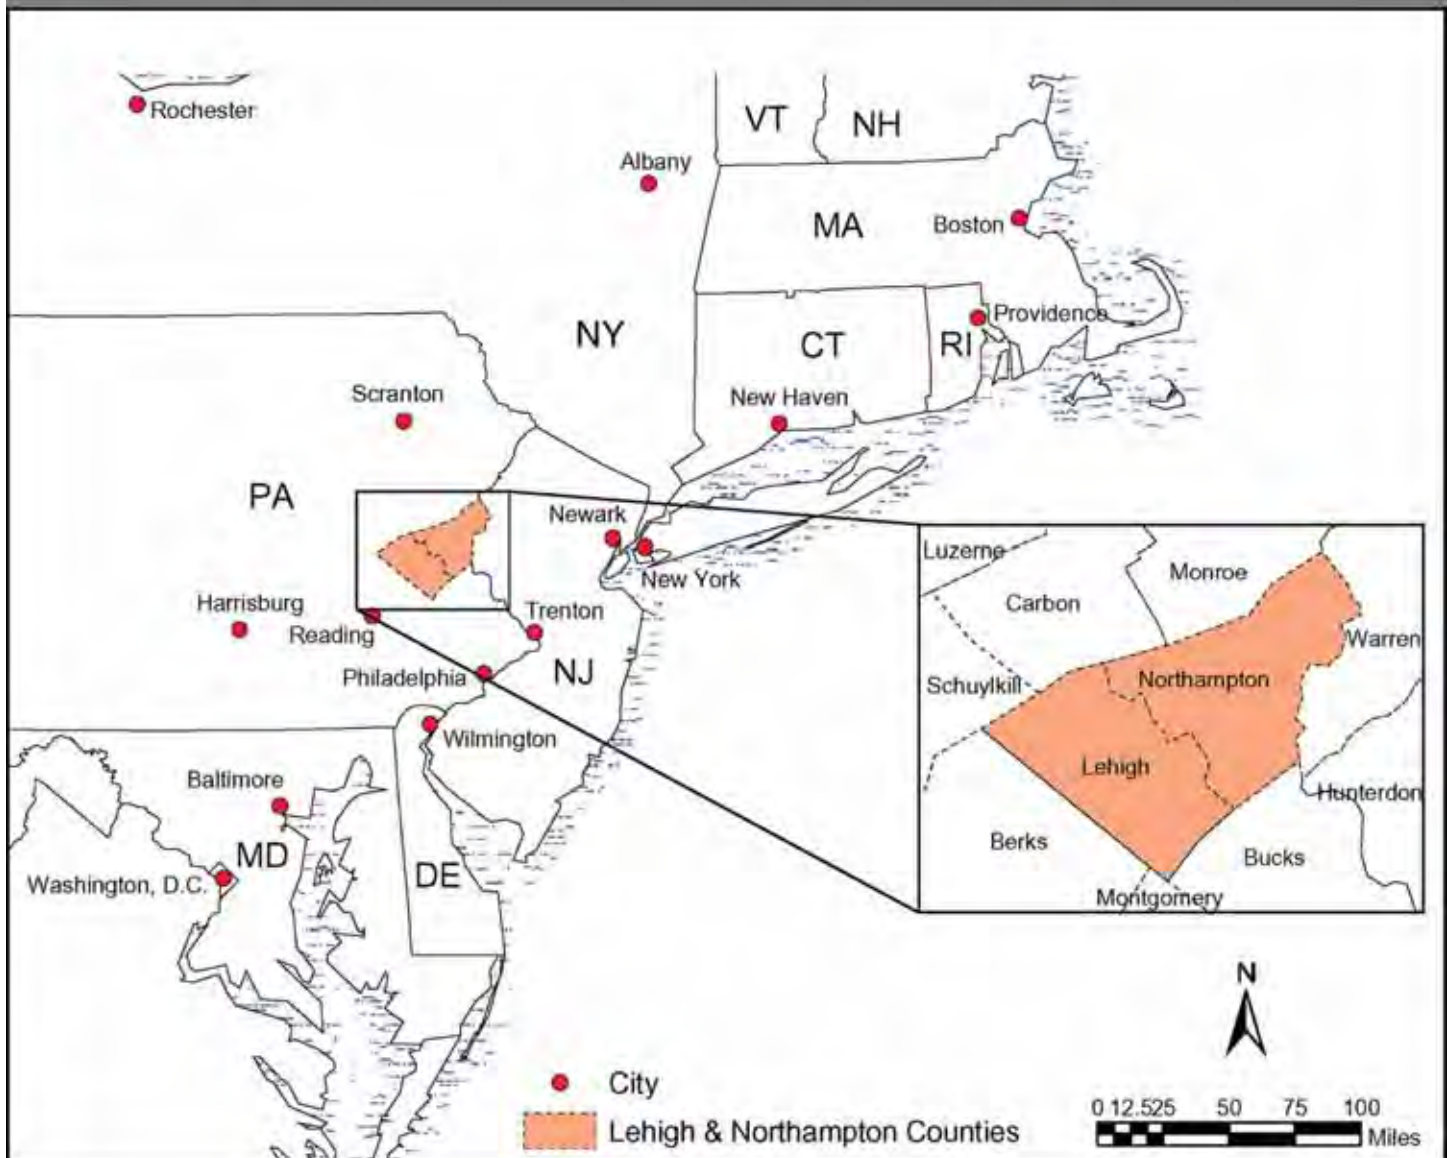 Rochester
VT
NH
Albany
MA
Boston
Providence
NY
CT
RI
Scranton
New Haven
PA
Newark
New York
Harrisburg
Reading
Trenton
Philadelphia
NJ
Wilmington
Baltimore
MD
Washington, D.C.
DE
Luzerne
Monroe
Carbon
Warren
Schuylkill
Northampton
Lehigh
Hunterdon
Berks
Bucks
Montgomery
N
City
Lehigh & Northampton Counties
0 12.525 50 75 100
Miles